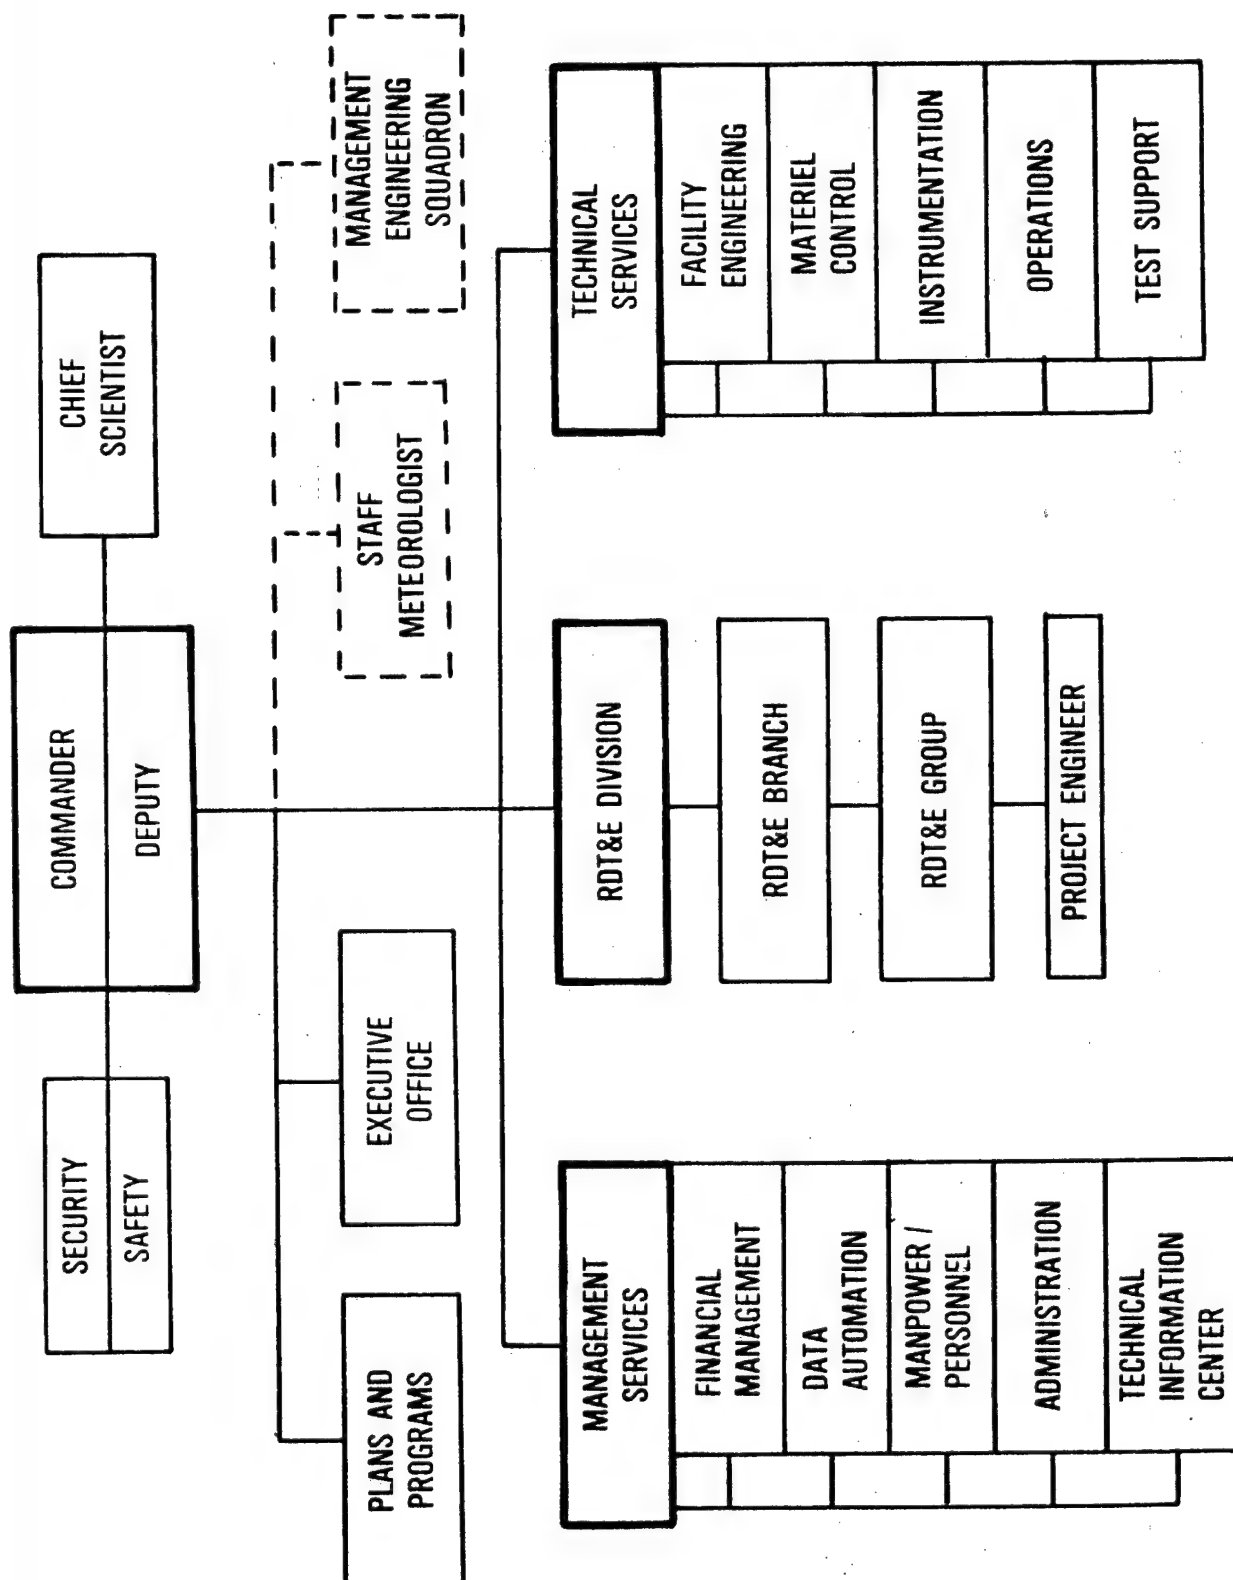 COMMANDER
DEPUTY
SECURITY
SAFETY
CHIEF
SCIENTIST
PLANS AND
PROGRAMS
EXECUTIVE
OFFICE
STAFF
METEOROLOGIST
MANAGEMENT
ENGINEERING
SQUADRON
MANAGEMENT
SERVICES
FINANCIAL
MANAGEMENT
DATA
AUTOMATION
MANPOWER /
PERSONNEL
ADMINISTRATION
TECHNICAL
INFORMATION
CENTER
RDT&E DIVISION
RDT&E BRANCH
RDT&E GROUP
PROJECT ENGINEER
TECHNICAL
SERVICES
FACILITY
ENGINEERING
MATERIEL
CONTROL
INSTRUMENTATION
OPERATIONS
TEST SUPPORT